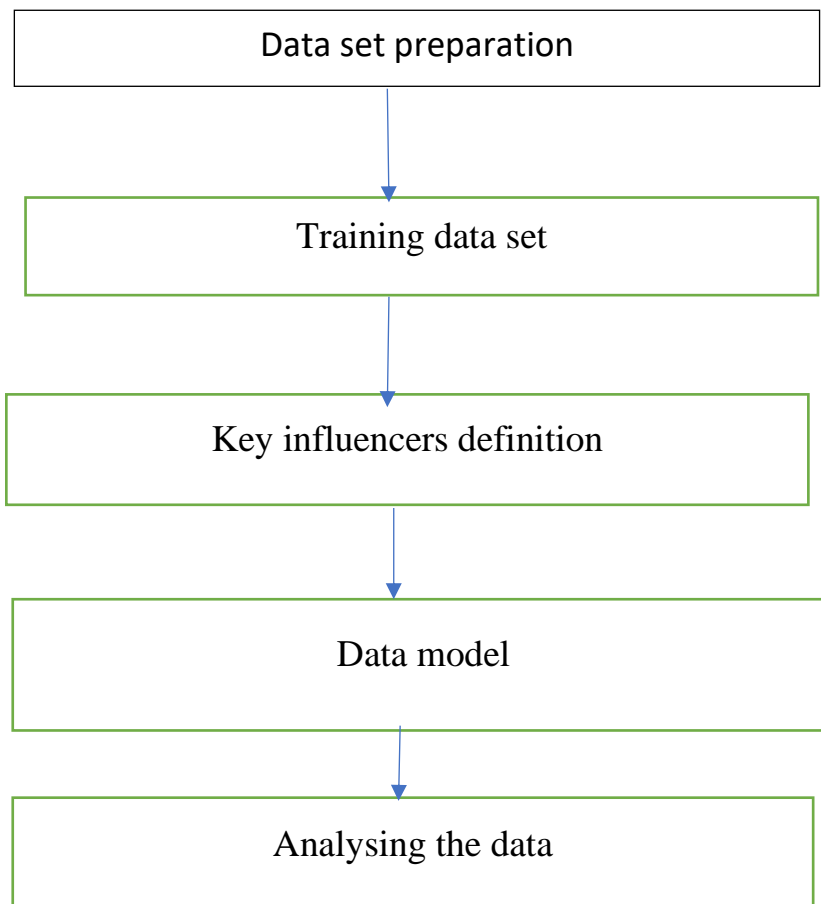 Data set preparation
Training data set
Key influencers definition
Data model
Analysing the data